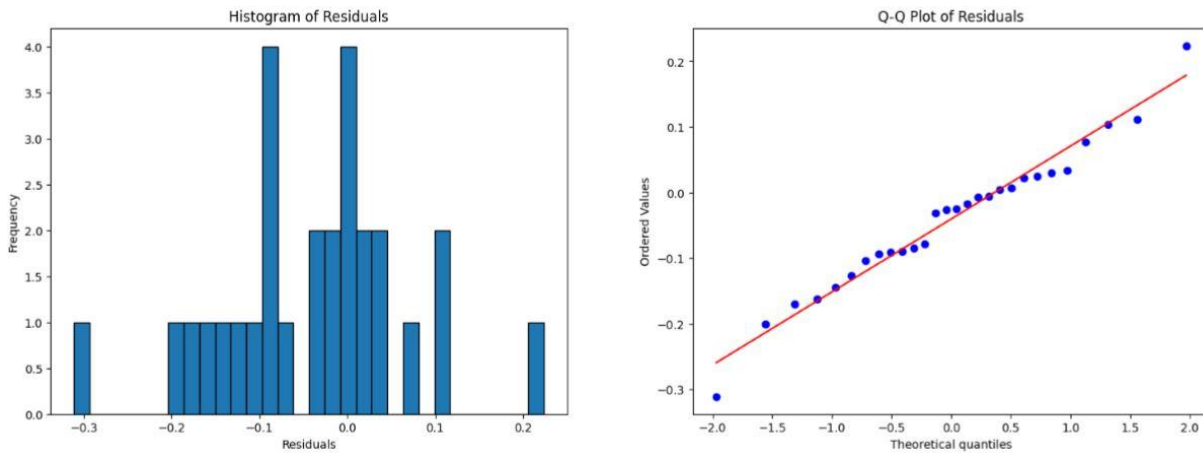 Histogram of Residuals
4.0
3.5
3.0
2.5
2.0
1.5
1.0
0.5
0.0
Frequency
−0.3 −0.2 −0.1 0.0 0.1 0.2
Residuals
Q-Q Plot of Residuals
0.2
0.1
0.0
−0.1
−0.2
−0.3
Ordered Values
−2.0 −1.5 −1.0 −0.5 0.0 0.5 1.0 1.5 2.0
Theoretical quantiles